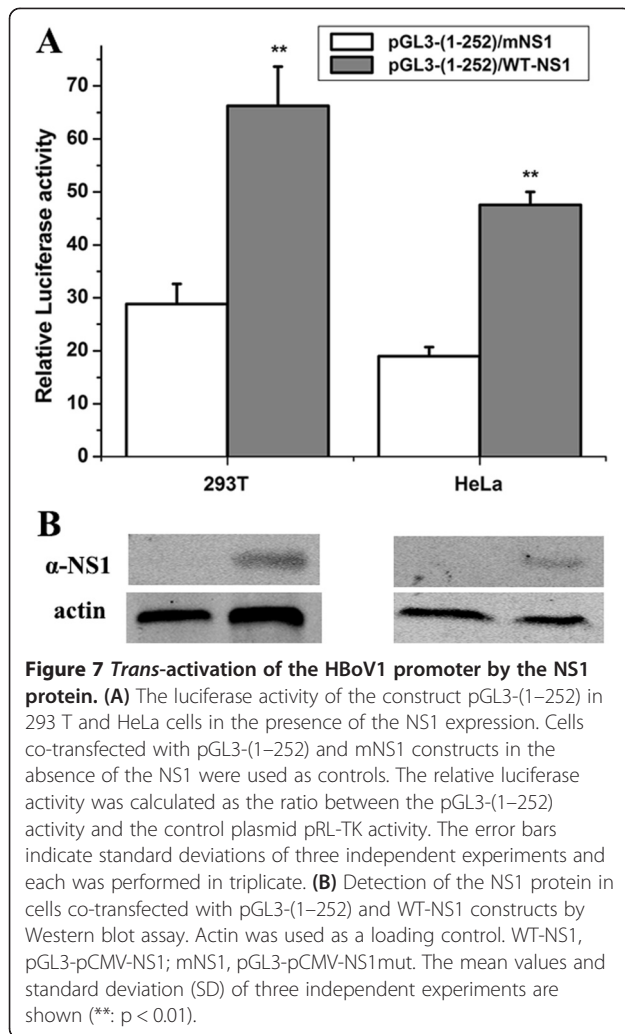 A
pGL3-(1-252)/mNS1
pGL3-(1-252)/WT-NS1
**
**
Relative Luciferase activity
70
60
50
40
30
20
10
0
293T
HeLa
B
α-NS1
actin
Figure 7 Trans-activation of the HBoV1 promoter by the NS1
protein. (A) The luciferase activity of the construct pGL3-(1–252) in
293 T and HeLa cells in the presence of the NS1 expression. Cells
co-transfected with pGL3-(1–252) and mNS1 constructs in the
absence of the NS1 were used as controls. The relative luciferase
activity was calculated as the ratio between the pGL3-(1–252)
activity and the control plasmid pRL-TK activity. The error bars
indicate standard deviations of three independent experiments and
each was performed in triplicate. (B) Detection of the NS1 protein in
cells co-transfected with pGL3-(1–252) and WT-NS1 constructs by
Western blot assay. Actin was used as a loading control. WT-NS1,
pGL3-pCMV-NS1; mNS1, pGL3-pCMV-NS1mut. The mean values and
standard deviation (SD) of three independent experiments are
shown (**: p < 0.01).